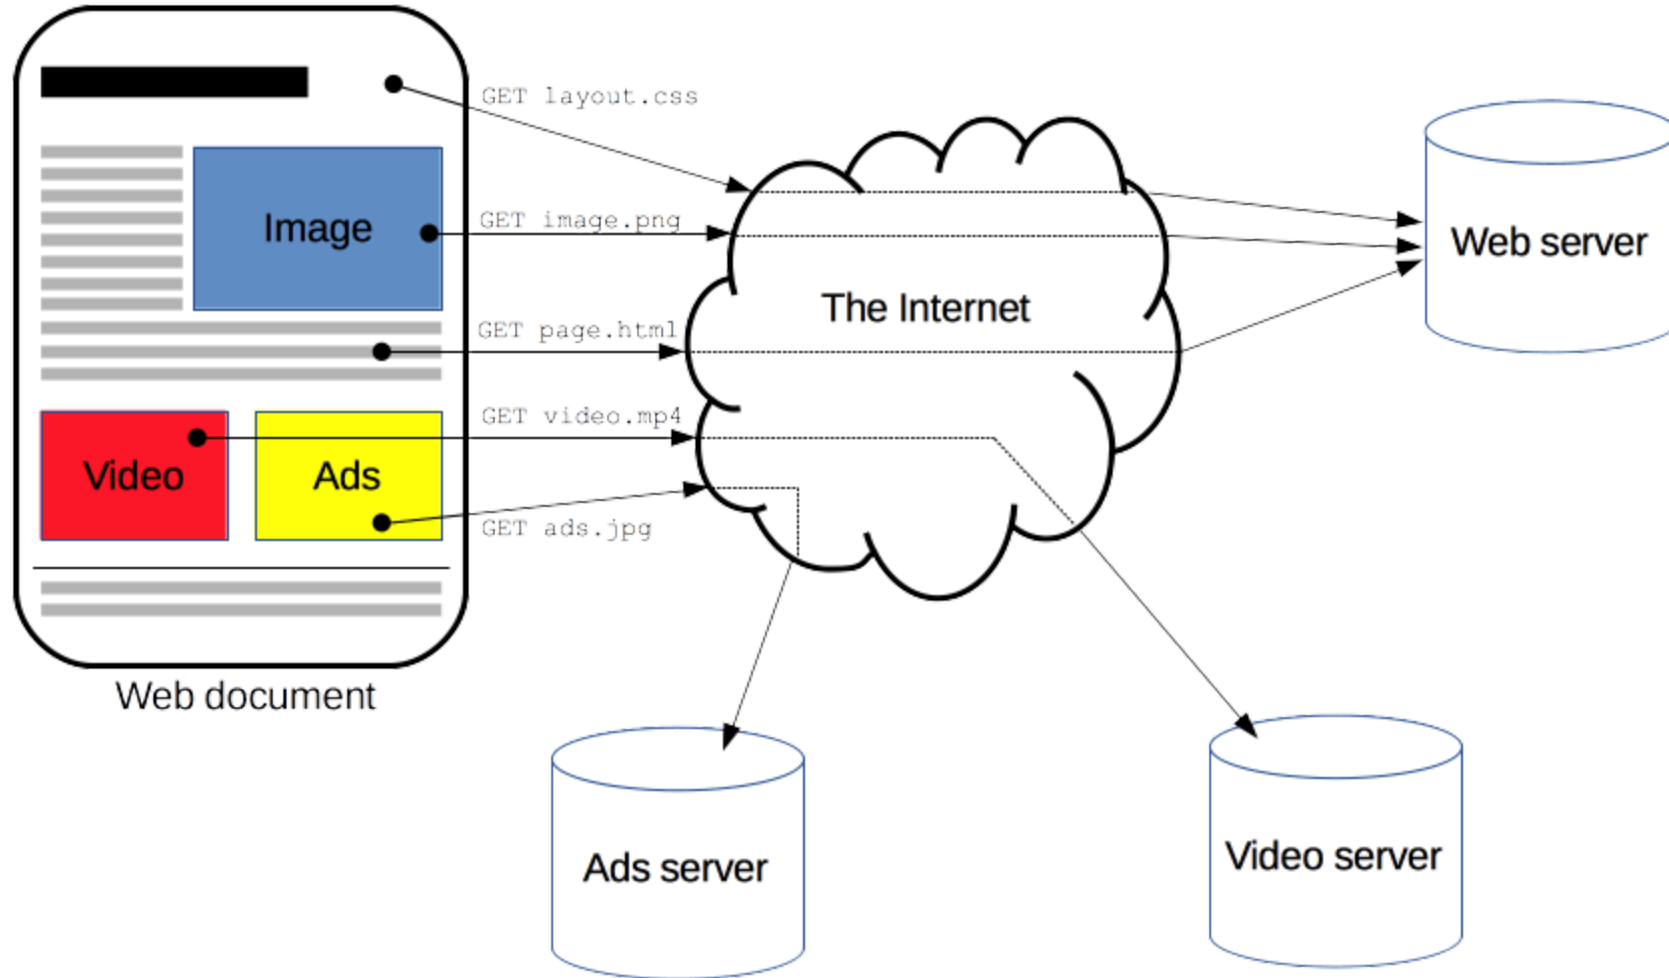 GET layout.css
Image
GET image.png
Web server
The Internet
GET page.html
GET video.mp4
Video
Ads
GET ads.jpg
Web document
Ads server
Video server